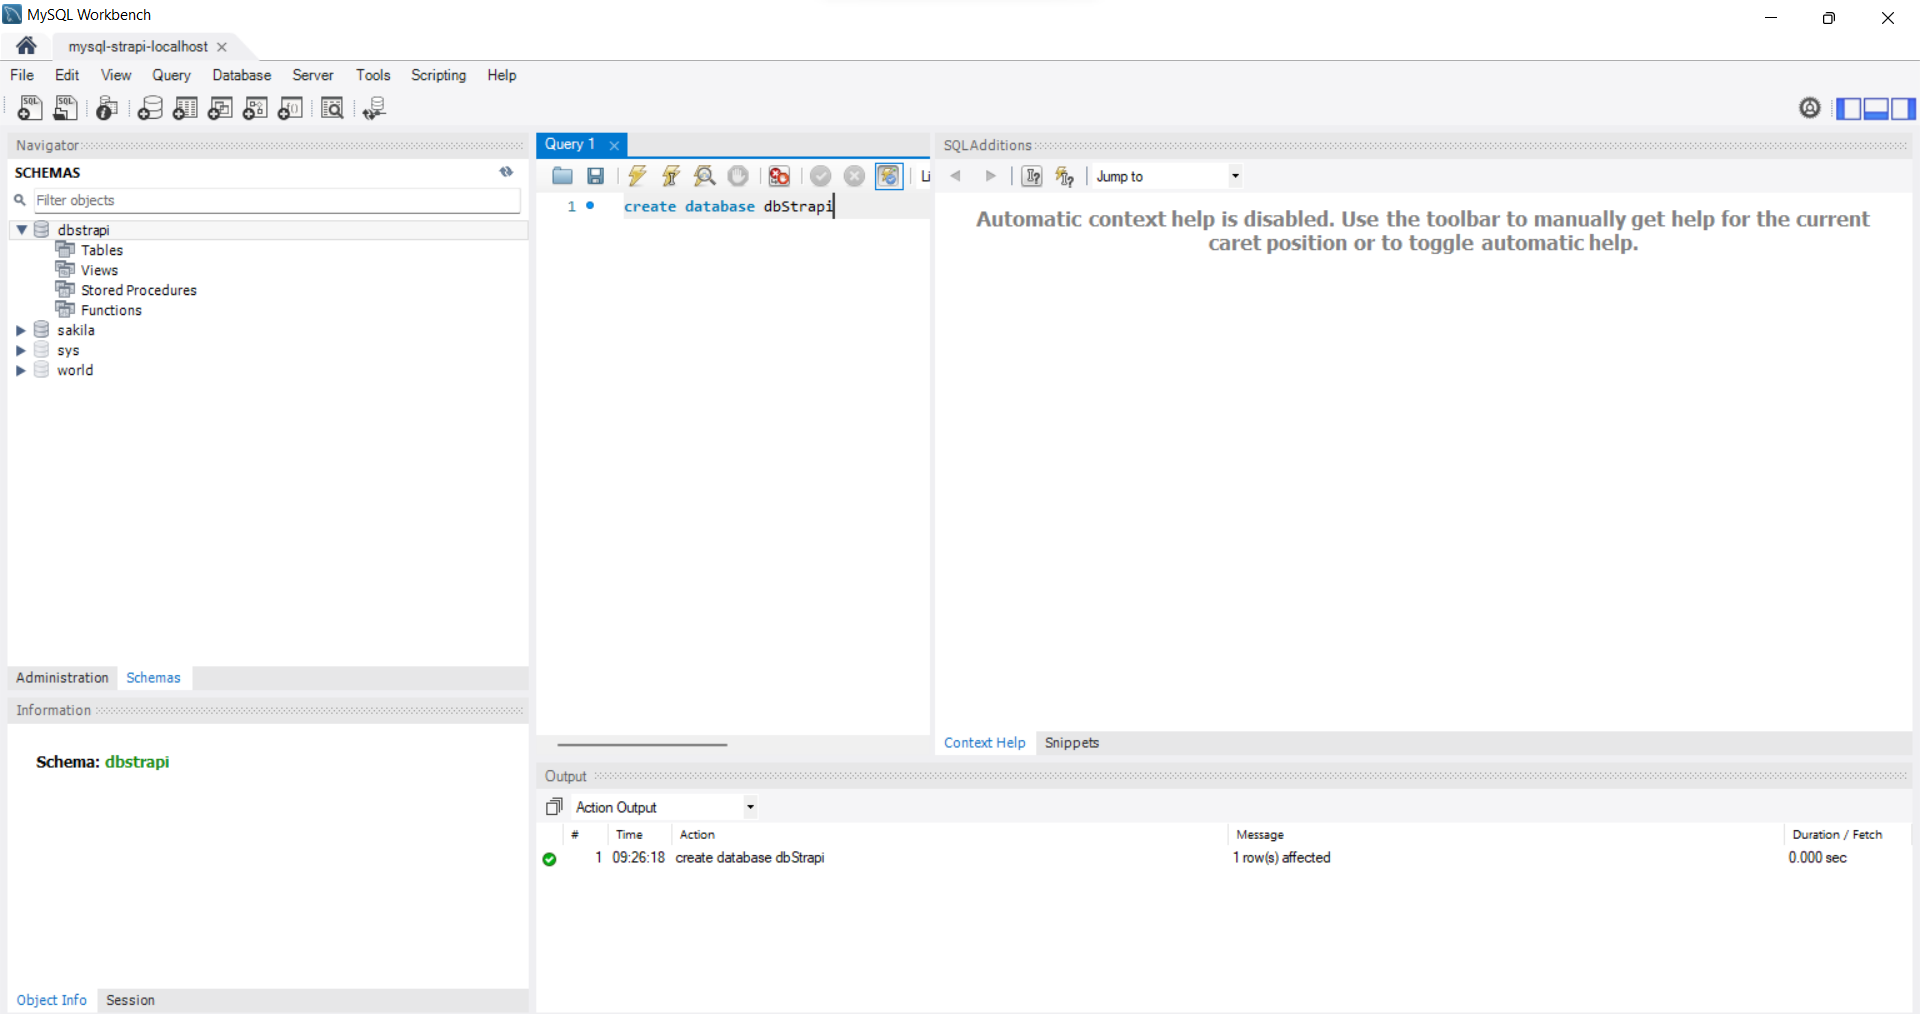 MySQL Workbench
mysql-strapi-localhost
File Edit View Query Database Server Tools Scripting Help
Navigator
SCHEMAS
Filter objects
dbstrapi
Tables
Views
Stored Procedures
Functions
sakila
sys
world
Administration Schemas
Information
Schema: dbstrapi
Object Info Session
Query 1
Li
1 create database dbStrapi
SQLAdditions
Jump to
Automatic context help is disabled. Use the toolbar to manually get help for the current
caret position or to toggle automatic help.
Context Help Snippets
Output
Action Output
# Time Action Message Duration / Fetch
1 09:26:18 create database dbStrapi 1 row(s) affected 0.000 sec